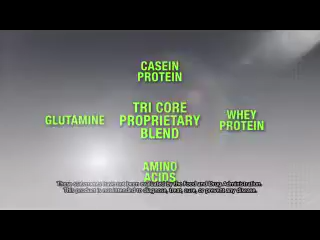 CASEIN
PROTEIN
GLUTAMINE
TRI CORE
PROPRIETARY
BLEND
WHEY
PROTEIN
AMINO
ACIDS
These statements have not been evaluated by the Food and Drug Administration.
This product is not intended to diagnose, treat, cure, or prevent any disease.